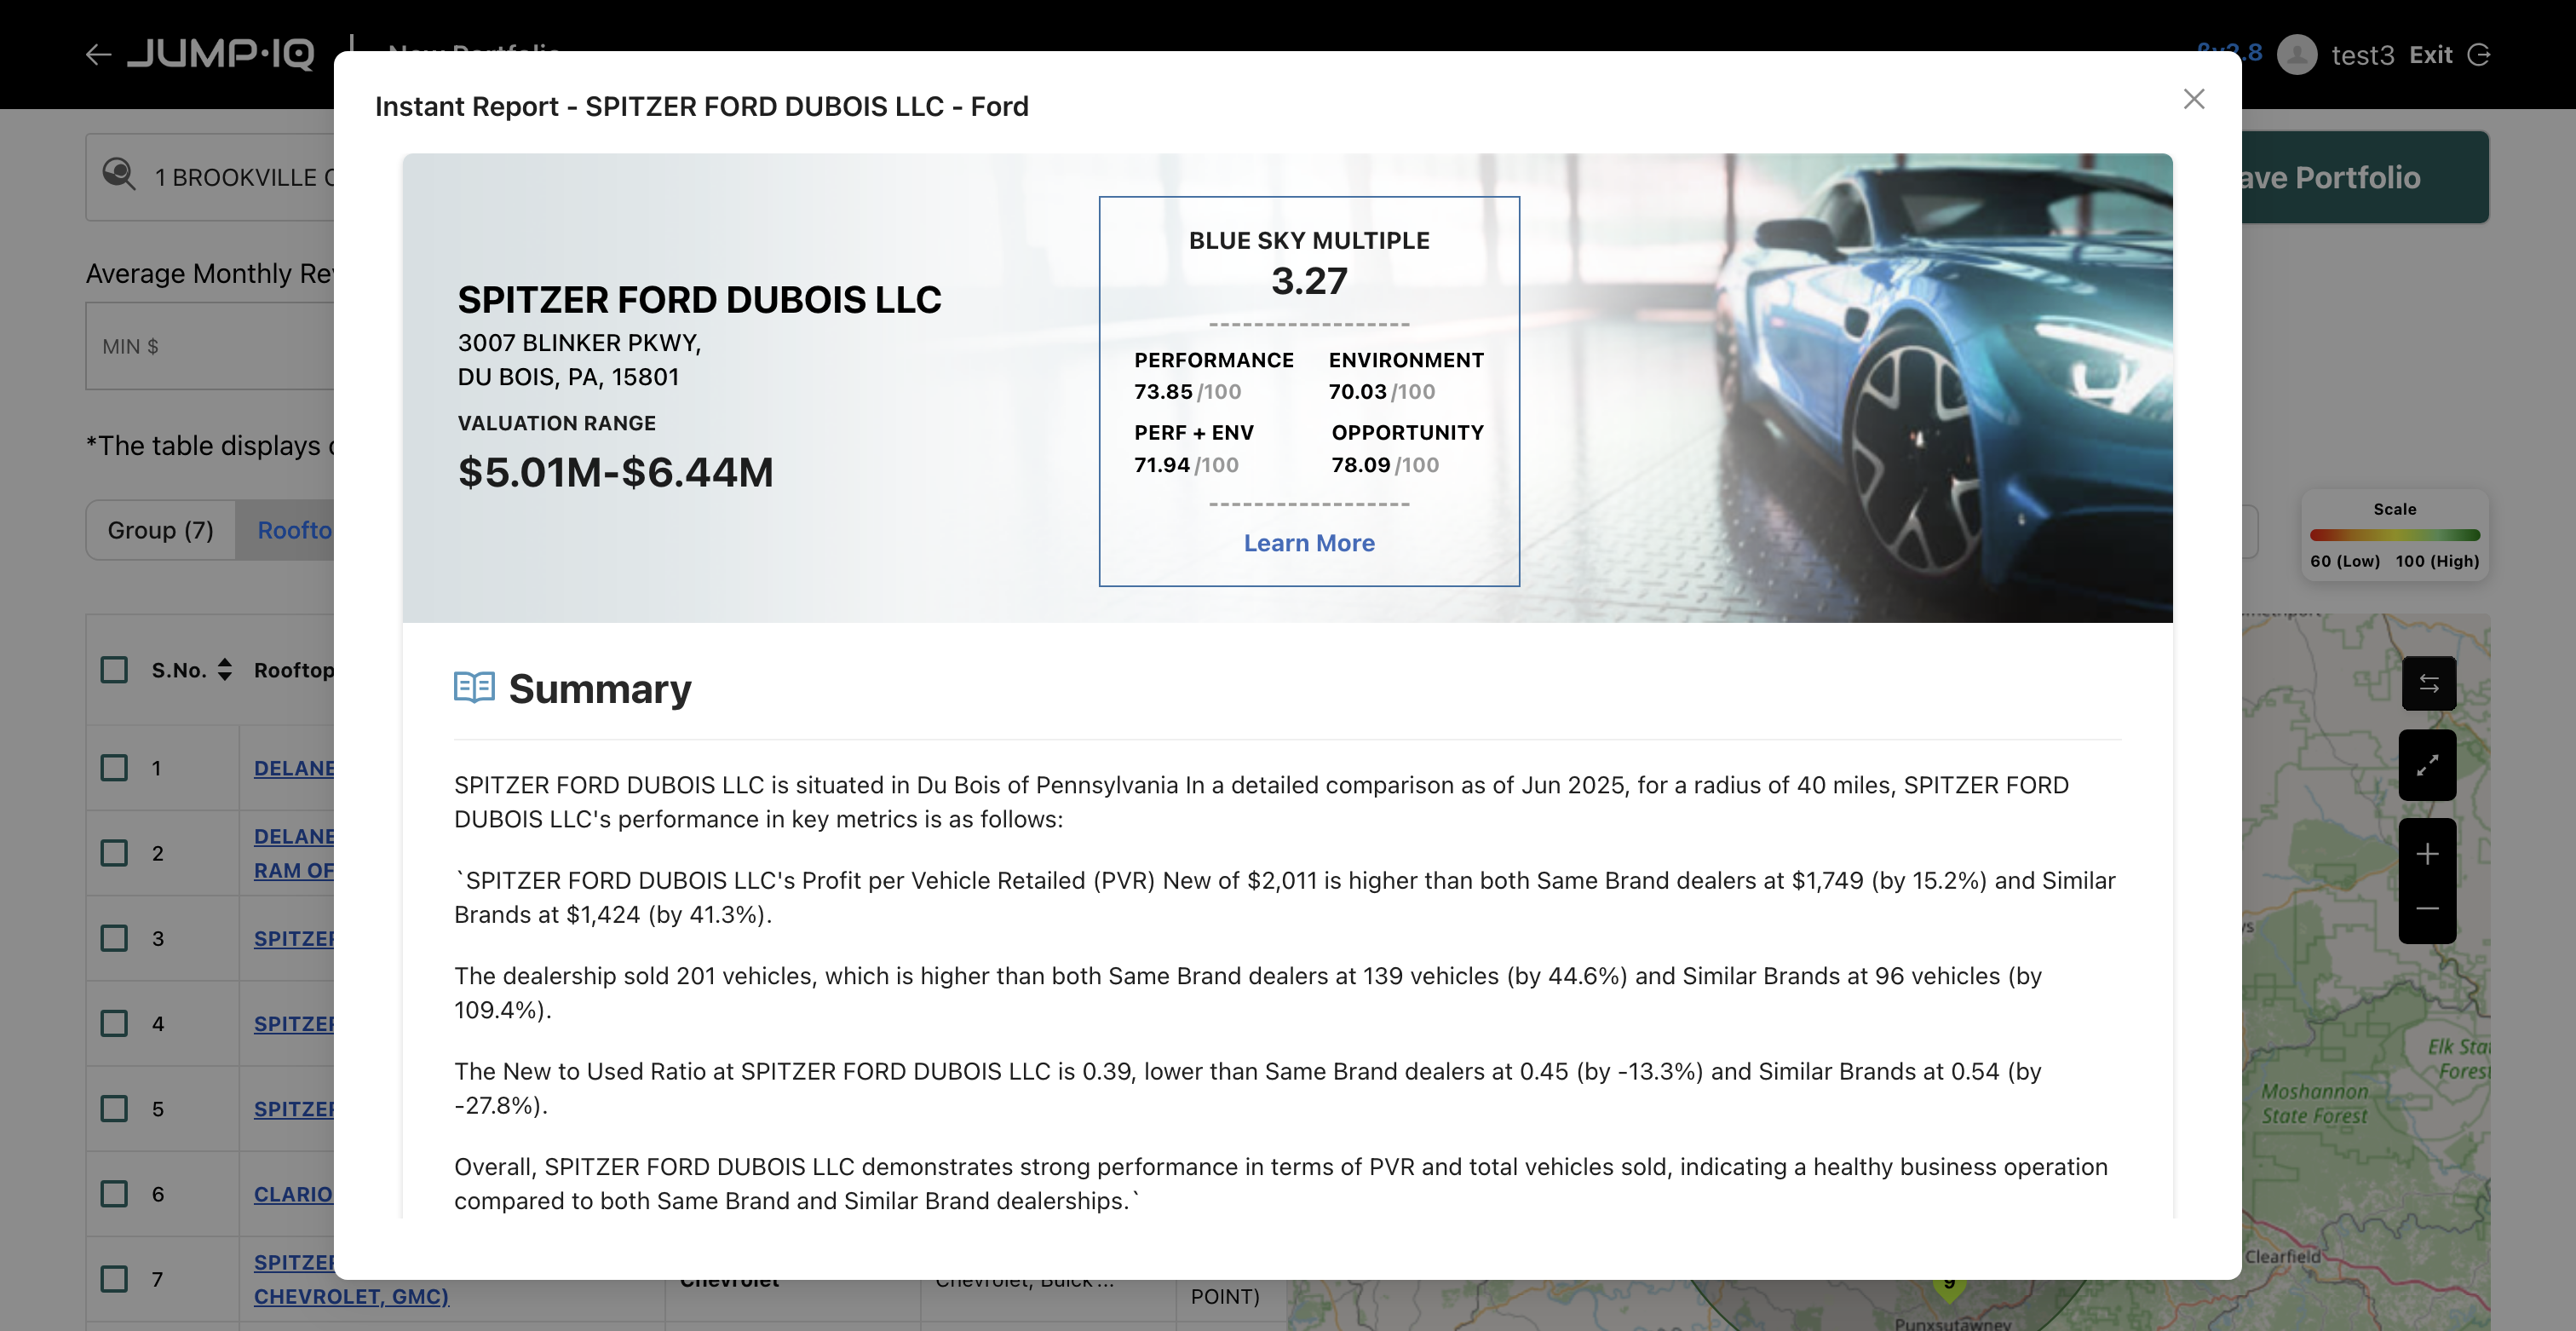 JUMP·IQ
test3 Exit
1 BROOKVILLE
ave Portfolio
Average Monthly Re
MIN $
*The table displays
Group (7)
Roofto
Scale
60 (Low) 100 (High)
S.No. Rooftop
1 DELANE
2 DELANE
RAM OF
3 SPITZER
4 SPITZER
5 SPITZER
6 CLARIO
7 SPITZER
CHEVROLET, GMC)
Chevrolet
Chevrolet, Buick ...
POINT)
Instant Report - SPITZER FORD DUBOIS LLC - Ford
SPITZER FORD DUBOIS LLC
3007 BLINKER PKWY,
DU BOIS, PA, 15801
VALUATION RANGE
$5.01M-$6.44M
BLUE SKY MULTIPLE
3.27
PERFORMANCE ENVIRONMENT
73.85 /100 70.03 /100
PERF + ENV OPPORTUNITY
71.94 /100 78.09 /100
Learn More
Summary
SPITZER FORD DUBOIS LLC is situated in Du Bois of Pennsylvania In a detailed comparison as of Jun 2025, for a radius of 40 miles, SPITZER FORD
DUBOIS LLC's performance in key metrics is as follows:
`SPITZER FORD DUBOIS LLC's Profit per Vehicle Retailed (PVR) New of $2,011 is higher than both Same Brand dealers at $1,749 (by 15.2%) and Similar
Brands at $1,424 (by 41.3%).
The dealership sold 201 vehicles, which is higher than both Same Brand dealers at 139 vehicles (by 44.6%) and Similar Brands at 96 vehicles (by
109.4%).
The New to Used Ratio at SPITZER FORD DUBOIS LLC is 0.39, lower than Same Brand dealers at 0.45 (by -13.3%) and Similar Brands at 0.54 (by
-27.8%).
Overall, SPITZER FORD DUBOIS LLC demonstrates strong performance in terms of PVR and total vehicles sold, indicating a healthy business operation
compared to both Same Brand and Similar Brand dealerships.`
Elk Sta
Forest
Moshannon
State Forest
Clearfield
9
Punxsutawney